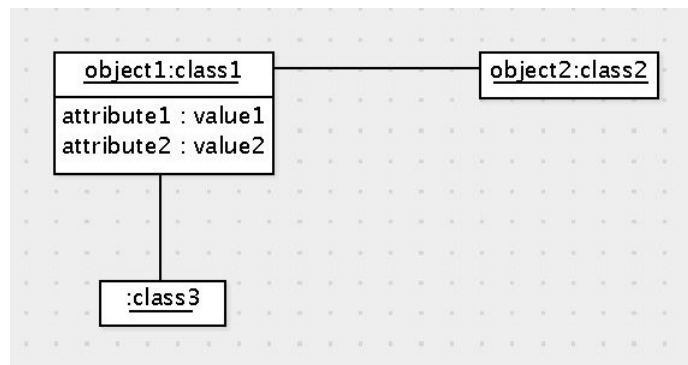 object1:class1
object2:class2
attribute1 : value1
attribute2 : value2
:class3